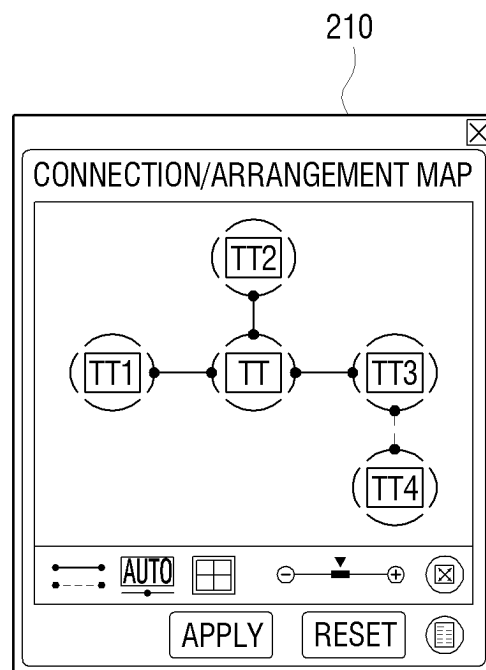 210
CONNECTION/ARRANGEMENT MAP
TT2
TT1 TT TT3
TT4
AUTO
APPLY RESET